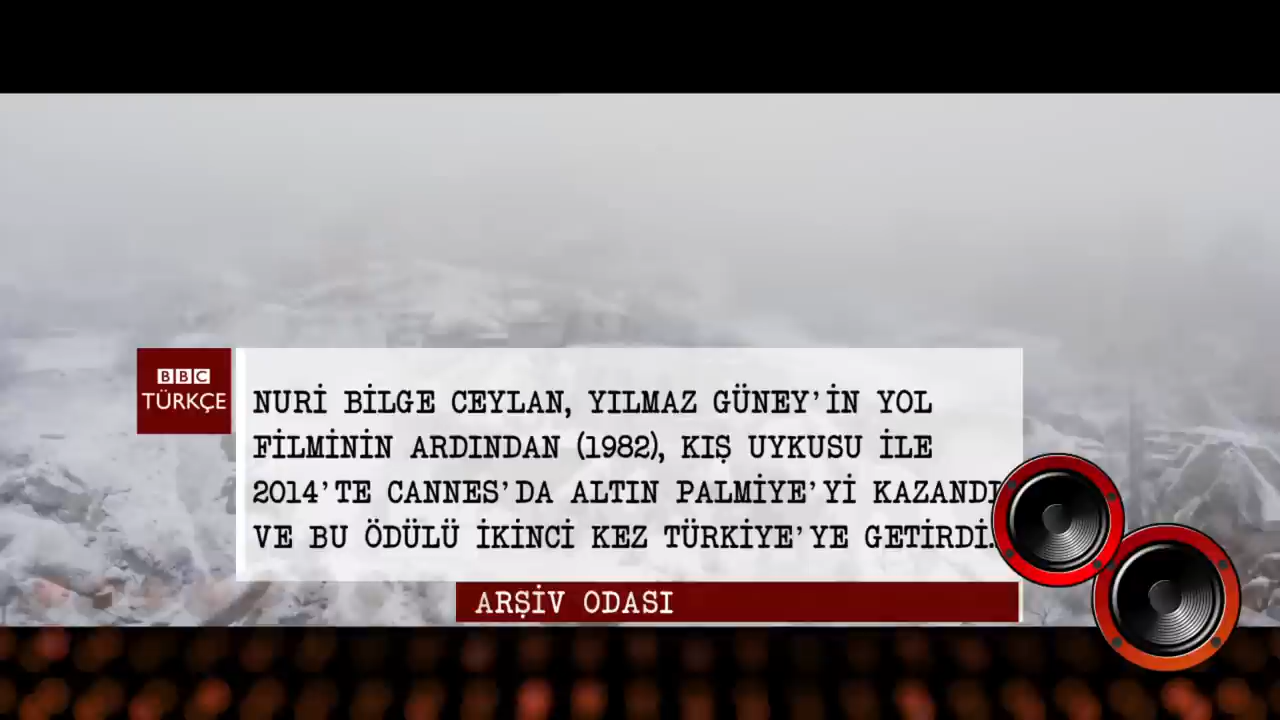 BBC
TÜRKÇE
NURİ BİLGE CEYLAN, YILMAZ GÜNEY'İN YOL
FİLMİNİN ARDINDAN (1982), KIŞ UYKUSU İLE
2014'TE CANNES'DA ALTIN PALMİYE'Yİ KAZANDI
VE BU ÖDÜLÜ İKİNCİ KEZ TÜRKİYE'YE GETİRDİ.
ARŞİV ODASI